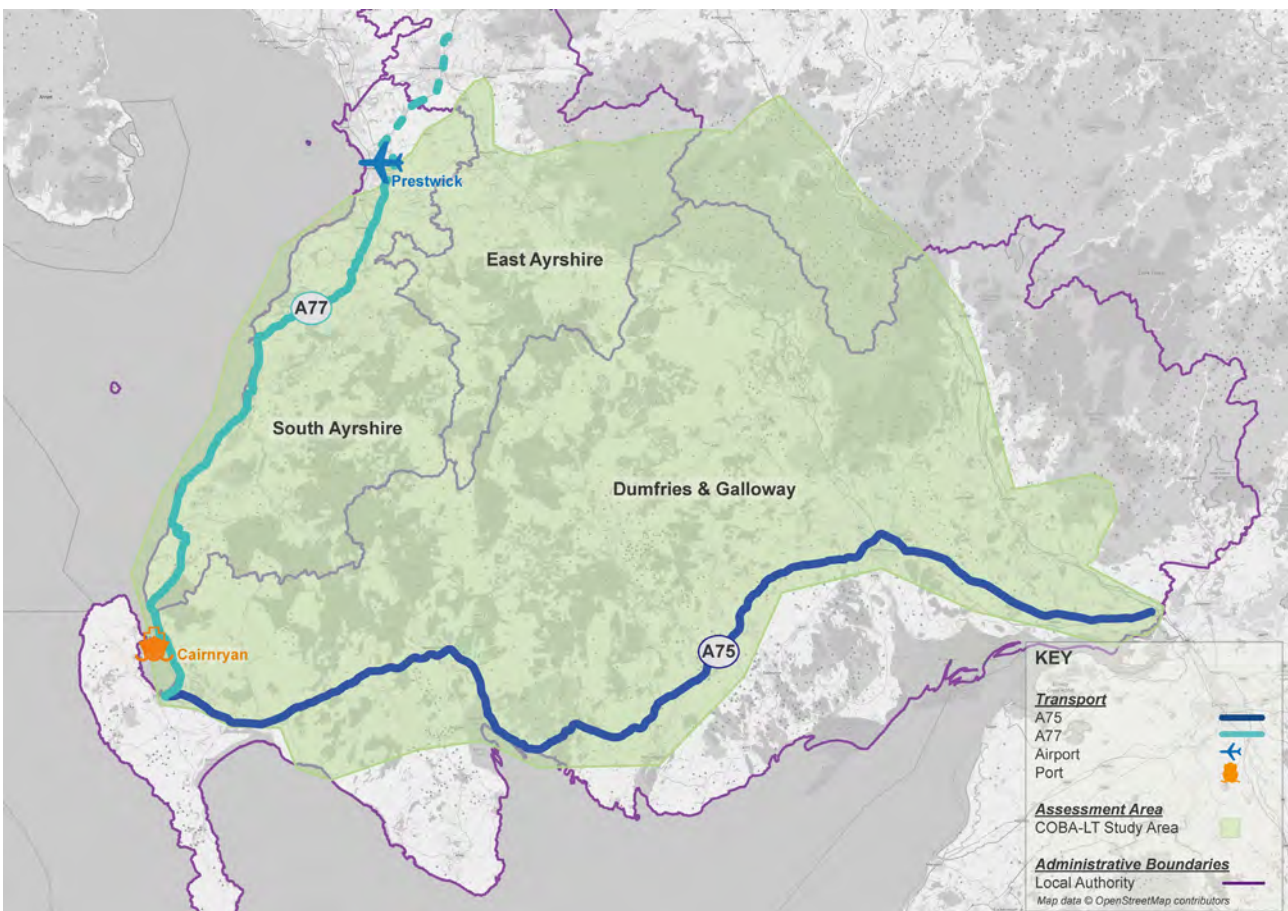 Prestwick
East Ayrshire
A77
South Ayrshire
Dumfries & Galloway
Cairnryan
A75
KEY
Transport
A75
A77
Airport
Port
Assessment Area
COBA-LT Study Area
Administrative Boundaries
Local Authority
Map data © OpenStreetMap contributors